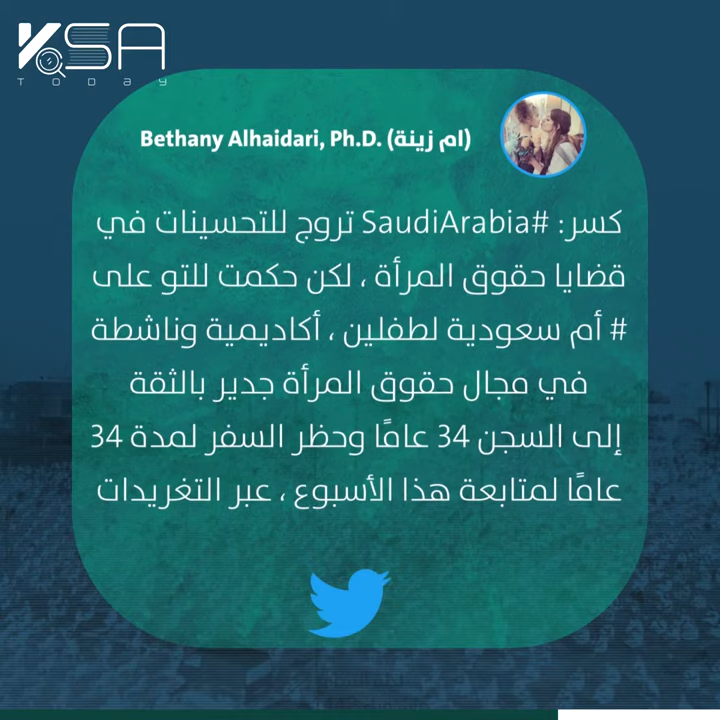 KSA
TODAY
Bethany Alhaidari, Ph.D. (ام زينة)
كسر: #SaudiArabia تروج للتحسينات في
قضايا حقوق المرأة ، لكن حكمت للتو على
# أم سعودية لطفلين ، أكاديمية وناشطة
في مجال حقوق المرأة جدير بالثقة
إلى السجن 34 عامًا وحظر السفر لمدة 34
عامًا لمتابعة هذا الأسبوع ، عبر التغريدات